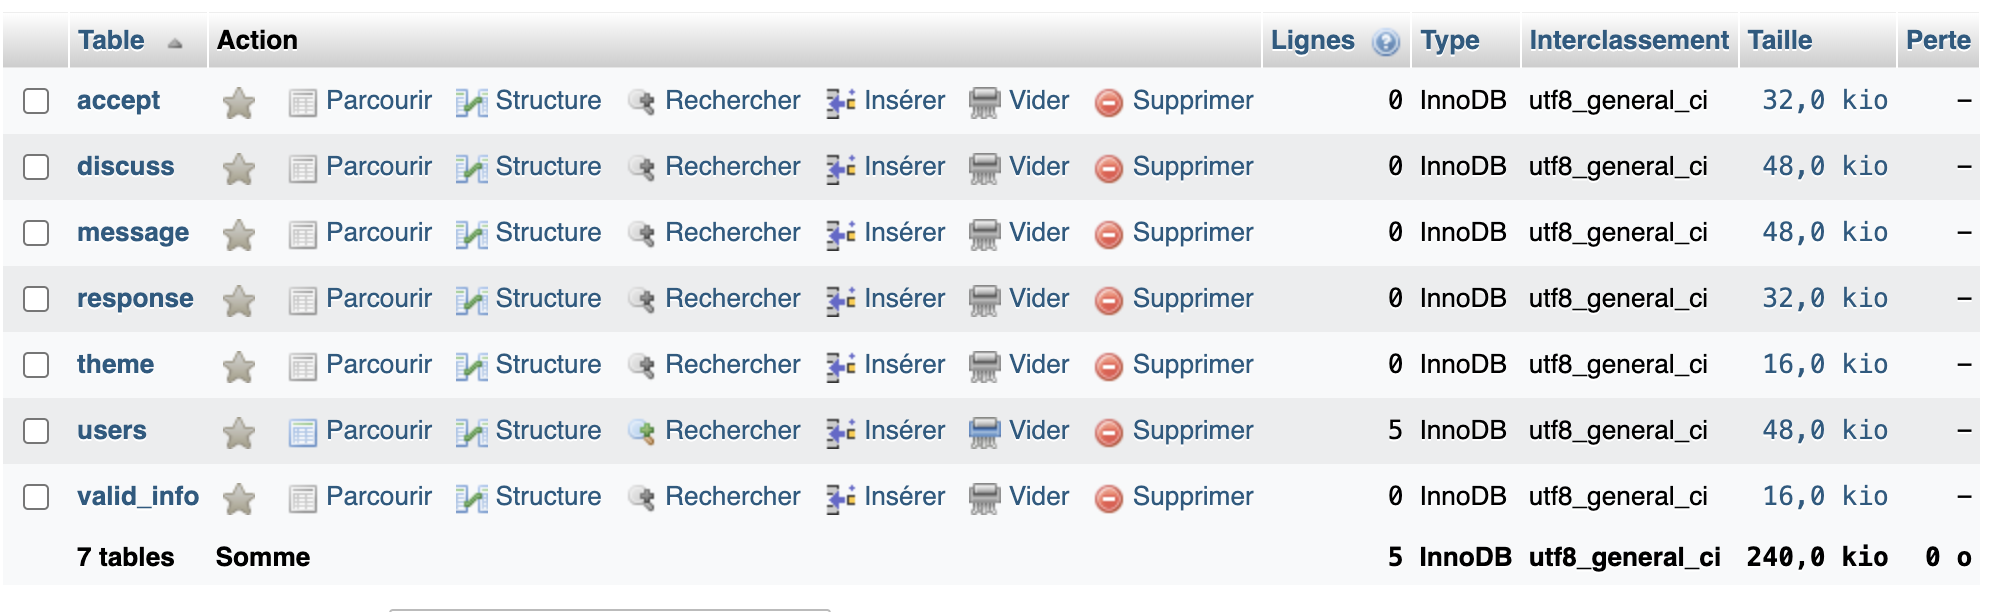 Table Action Lignes Type Interclassement Taille Perte
accept Parcourir Structure Rechercher Insérer Vider Supprimer 0 InnoDB utf8_general_ci 32,0 kio –
discuss Parcourir Structure Rechercher Insérer Vider Supprimer 0 InnoDB utf8_general_ci 48,0 kio –
message Parcourir Structure Rechercher Insérer Vider Supprimer 0 InnoDB utf8_general_ci 48,0 kio –
response Parcourir Structure Rechercher Insérer Vider Supprimer 0 InnoDB utf8_general_ci 32,0 kio –
theme Parcourir Structure Rechercher Insérer Vider Supprimer 0 InnoDB utf8_general_ci 16,0 kio –
users Parcourir Structure Rechercher Insérer Vider Supprimer 5 InnoDB utf8_general_ci 48,0 kio –
valid_info Parcourir Structure Rechercher Insérer Vider Supprimer 0 InnoDB utf8_general_ci 16,0 kio –
7 tables Somme 5 InnoDB utf8_general_ci 240,0 kio 0 o